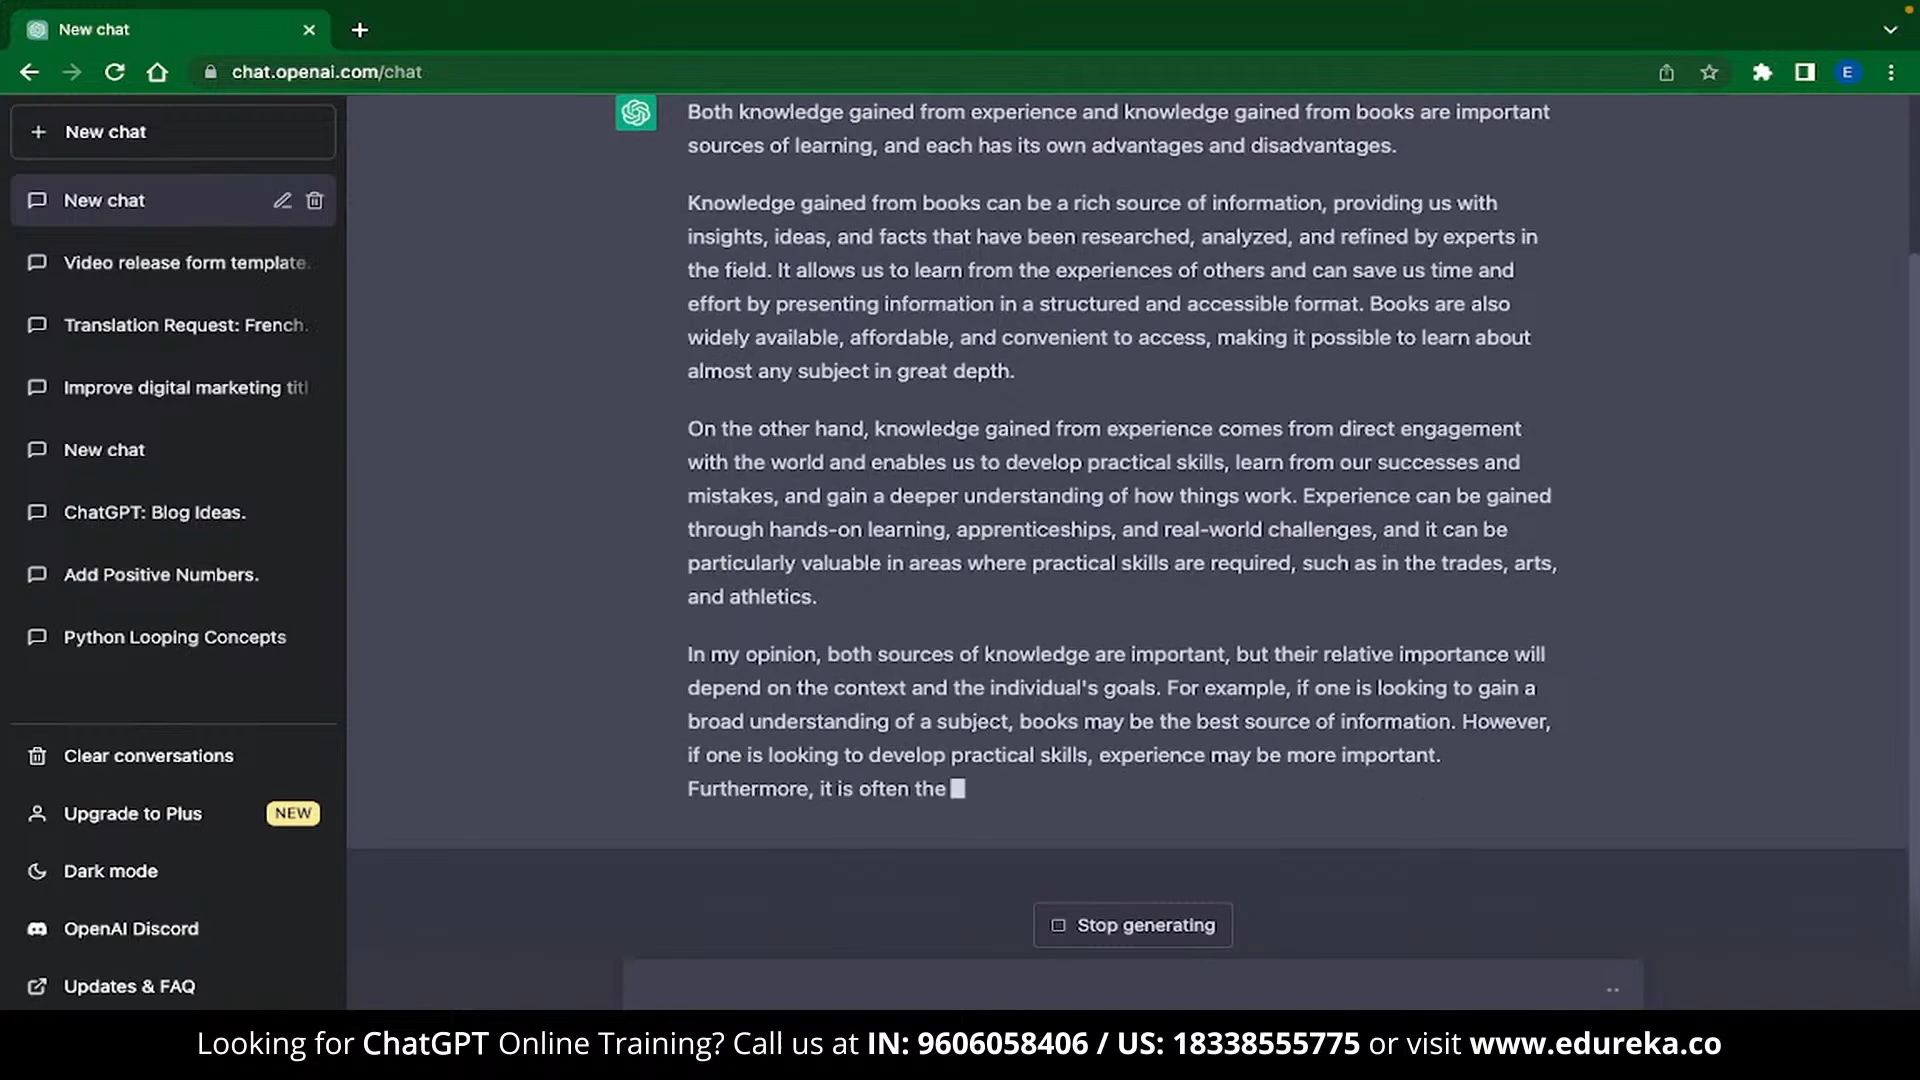 New chat
chat.openai.com/chat
E
New chat
New chat
Video release form template.
Translation Request: French.
Improve digital marketing titl
New chat
ChatGPT: Blog Ideas.
Add Positive Numbers.
Python Looping Concepts
Clear conversations
Upgrade to Plus NEW
Dark mode
OpenAI Discord
Updates & FAQ
Both knowledge gained from experience and knowledge gained from books are important
sources of learning, and each has its own advantages and disadvantages.
Knowledge gained from books can be a rich source of information, providing us with
insights, ideas, and facts that have been researched, analyzed, and refined by experts in
the field. It allows us to learn from the experiences of others and can save us time and
effort by presenting information in a structured and accessible format. Books are also
widely available, affordable, and convenient to access, making it possible to learn about
almost any subject in great depth.
On the other hand, knowledge gained from experience comes from direct engagement
with the world and enables us to develop practical skills, learn from our successes and
mistakes, and gain a deeper understanding of how things work. Experience can be gained
through hands-on learning, apprenticeships, and real-world challenges, and it can be
particularly valuable in areas where practical skills are required, such as in the trades, arts,
and athletics.
In my opinion, both sources of knowledge are important, but their relative importance will
depend on the context and the individual's goals. For example, if one is looking to gain a
broad understanding of a subject, books may be the best source of information. However,
if one is looking to develop practical skills, experience may be more important.
Furthermore, it is often the
Stop generating
Looking for ChatGPT Online Training? Call us at IN: 9606058406 / US: 18338555775 or visit www.edureka.co